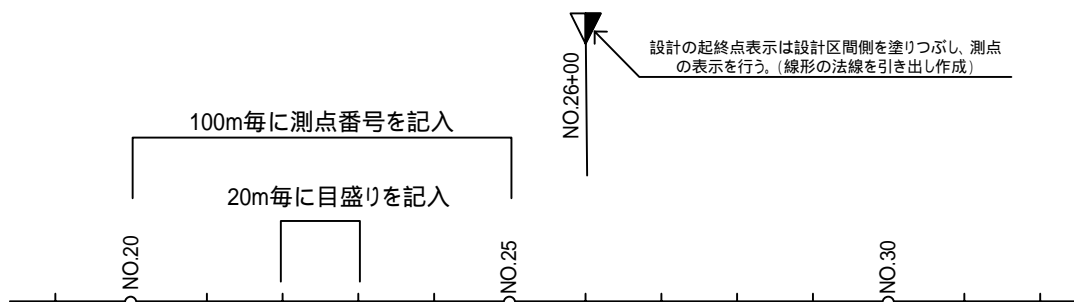 設計の起終点表示は設計区間側を塗りつぶし、測点
の表示を行う。(線形の法線を引き出し作成)
NO.26+00
100m毎に測点番号を記入
20m毎に目盛りを記入
NO.20
NO.25
NO.30